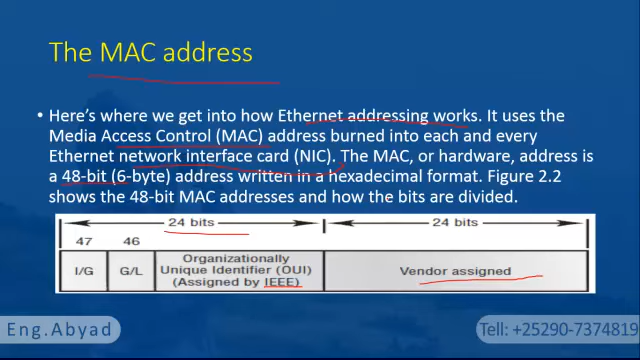 The MAC address
• Here's where we get into how Ethernet addressing works. It uses the
Media Access Control (MAC) address burned into each and every
Ethernet network interface card (NIC). The MAC, or hardware, address is
a 48-bit (6-byte) address written in a hexadecimal format. Figure 2.2
shows the 48-bit MAC addresses and how the bits are divided.
24 bits 24 bits
47 46
I/G G/L Organizationally
Unique Identifier (OUI)
(Assigned by IEEE) Vendor assigned
Eng.Abyad Tell: +25290-7374819